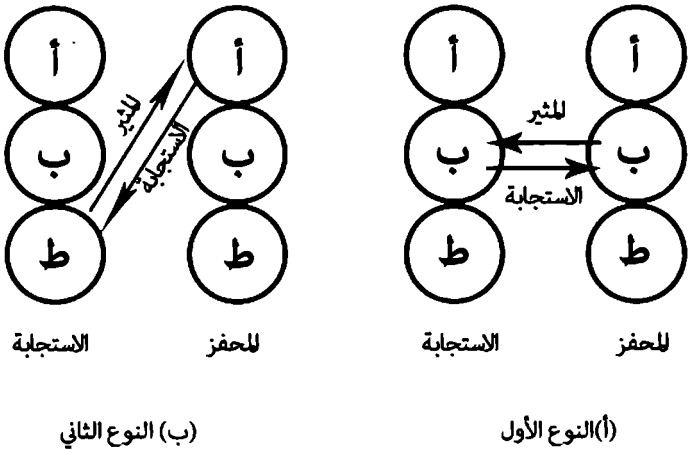 أ أ
المثير
ب ب
الاستجابة
ط ط
المحفز الاستجابة
(أ)النوع الأول
أ أ
المثير
الاستجابة
ب ب
ط ط
المحفز الاستجابة
(ب) النوع الثاني